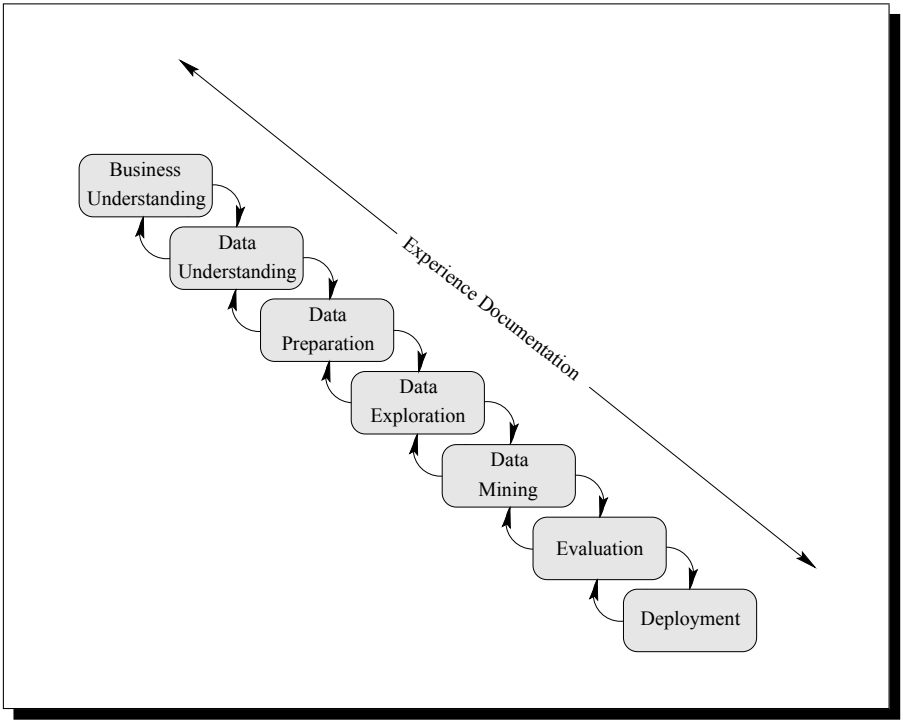 Business
Understanding
Data
Understanding
Experience Documentation
Data
Preparation
Data
Exploration
Data
Mining
Evaluation
Deployment